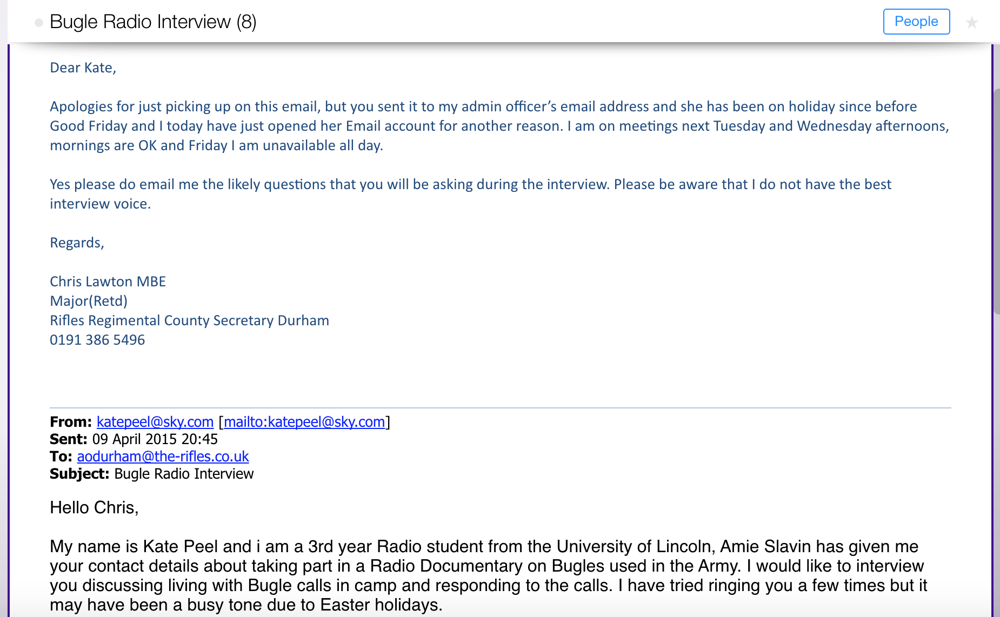 Bugle Radio Interview (8)
People
Dear Kate,
Apologies for just picking up on this email, but you sent it to my admin officer’s email address and she has been on holiday since before
Good Friday and I today have just opened her Email account for another reason. I am on meetings next Tuesday and Wednesday afternoons,
mornings are OK and Friday I am unavailable all day.
Yes please do email me the likely questions that you will be asking during the interview. Please be aware that I do not have the best
interview voice.
Regards,
Chris Lawton MBE
Major(Retd)
Rifles Regimental County Secretary Durham
0191 386 5496
From: katepeel@sky.com [mailto:katepeel@sky.com]
Sent: 09 April 2015 20:45
To: aodurham@the-rifles.co.uk
Subject: Bugle Radio Interview
Hello Chris,
My name is Kate Peel and i am a 3rd year Radio student from the University of Lincoln, Amie Slavin has given me
your contact details about taking part in a Radio Documentary on Bugles used in the Army. I would like to interview
you discussing living with Bugle calls in camp and responding to the calls. I have tried ringing you a few times but it
may have been a busy tone due to Easter holidays.